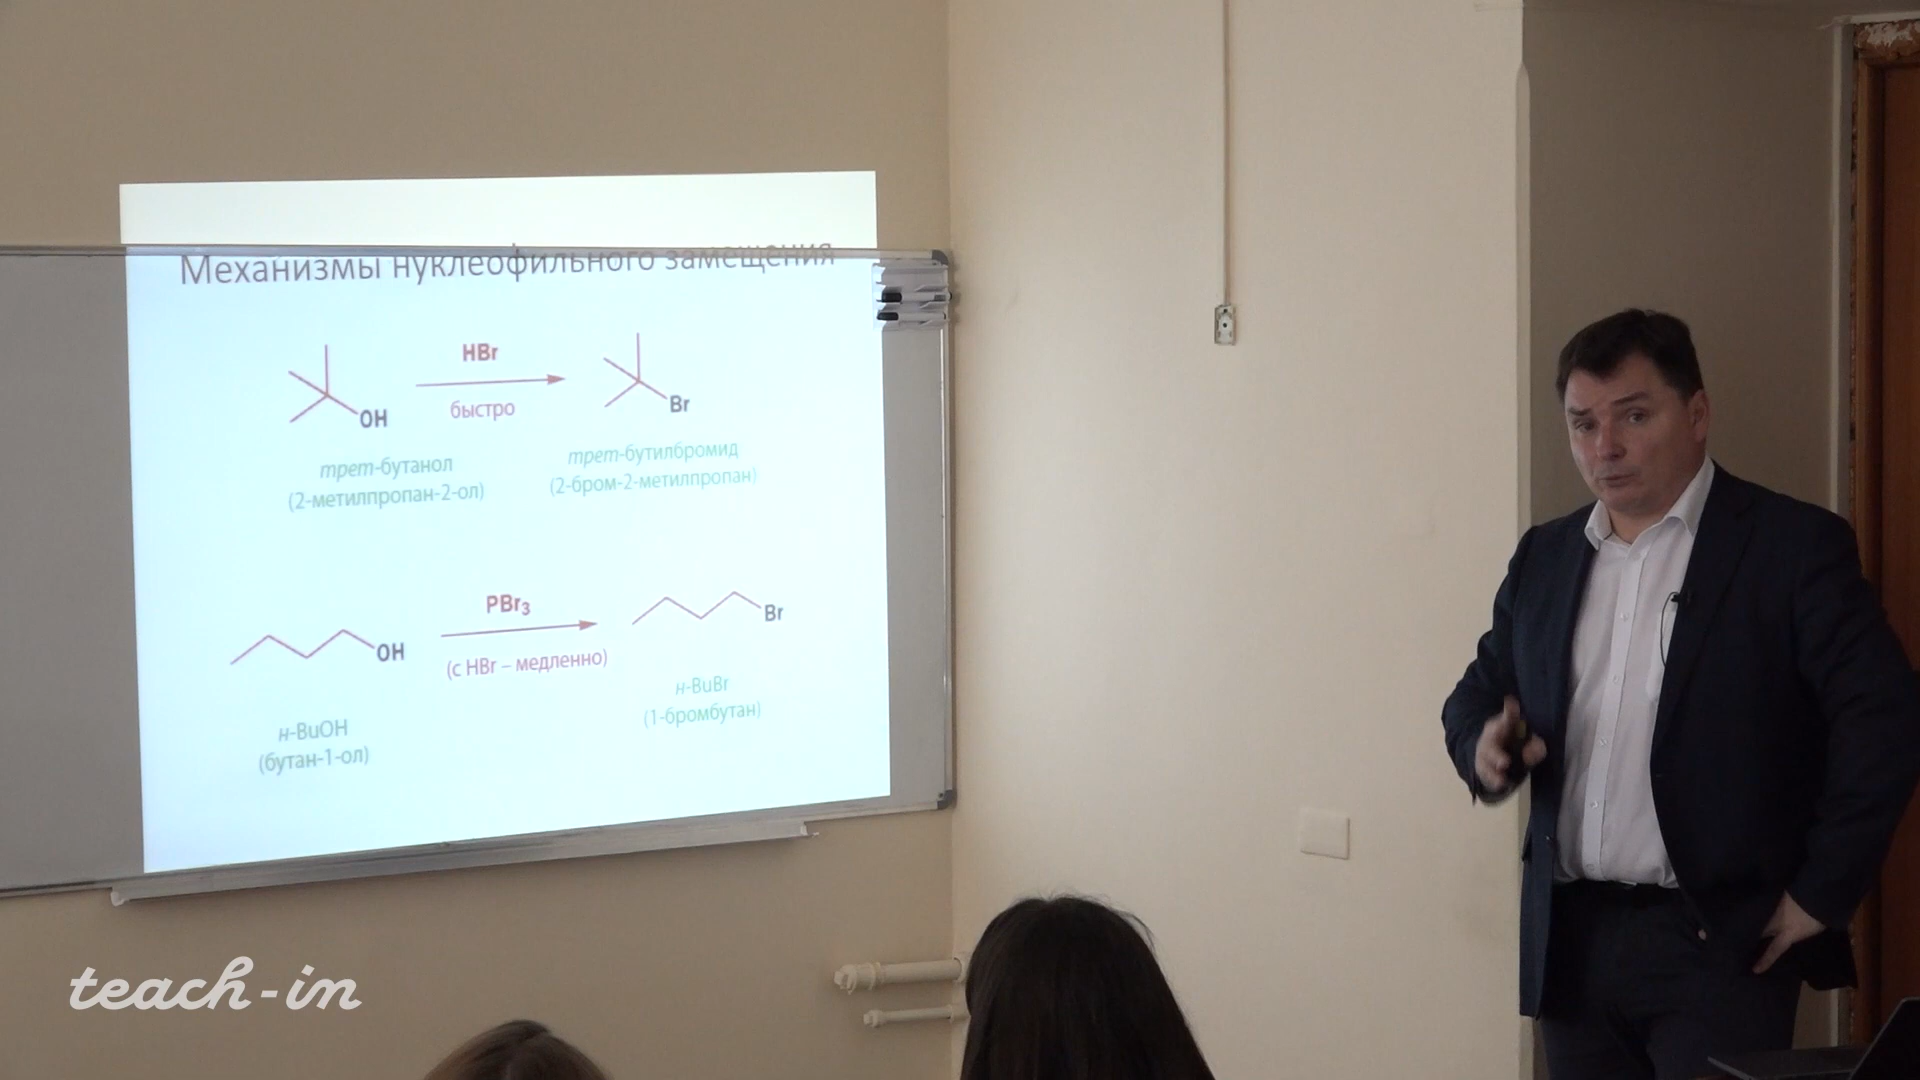 Механизмы нуклеофильного замещения
HBr
OH
быстро
Br
трет-бутанол
(2-метилпропан-2-ол)
трет-бутилбромид
(2-бром-2-метилпропан)
PBr₃
OH
(с HBr – медленно)
Br
н-BuOH
(бутан-1-ол)
н-BuBr
(1-бромбутан)
teach-in